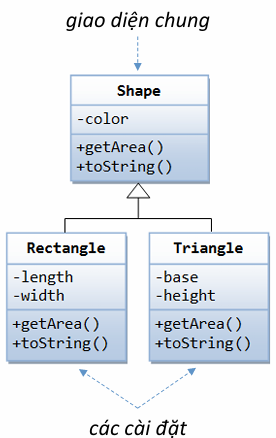 giao diện chung
Shape
-color
+getArea()
+toString()
Rectangle
-length
-width
+getArea()
+toString()
Triangle
-base
-height
+getArea()
+toString()
các cài đặt